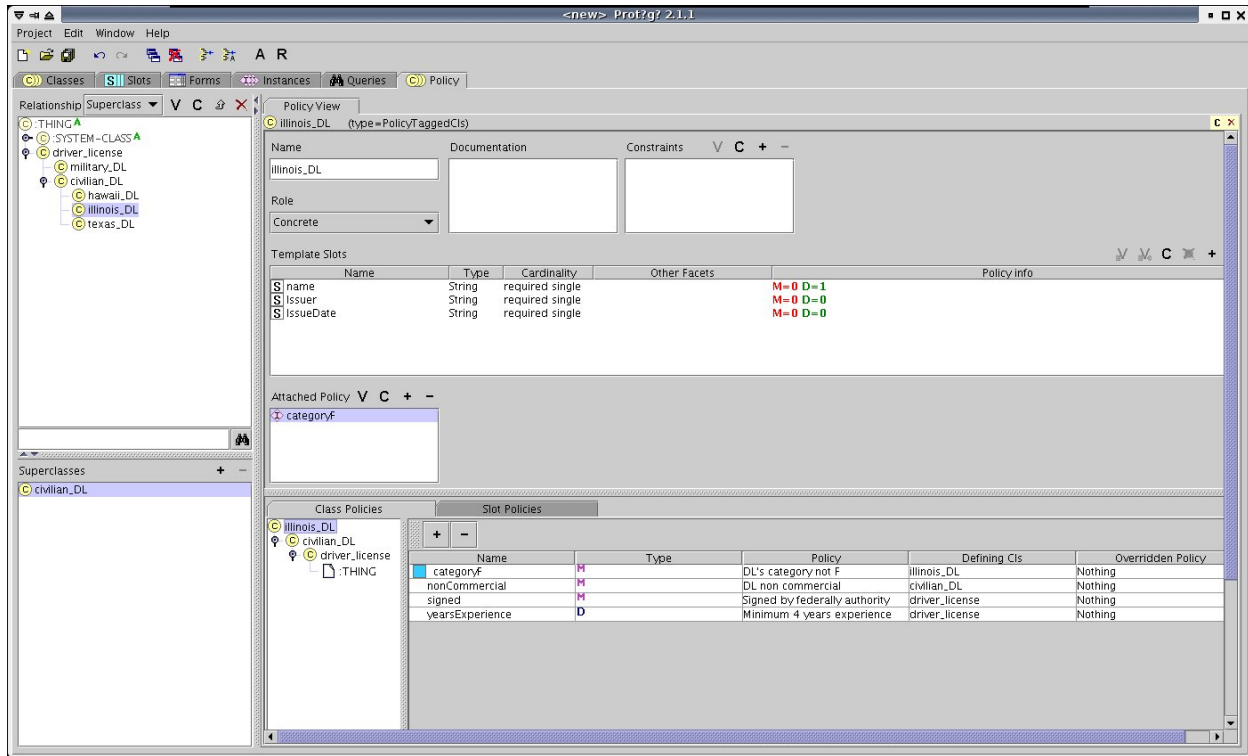 <new> Prot?g? 2.1.1
Project Edit Window Help
A R
C Classes S Slots Forms Instances Queries C Policy
Relationship Superclass V C
C :THING A
C :SYSTEM-CLASS A
C driver_license
C military_DL
C civilian_DL
C hawaii_DL
C illinois_DL
C texas_DL
Superclasses + −
C civilian_DL
Policy View
C illinois_DL (type=PolicyTaggedCls) C ×
Name Documentation Constraints V C + −
illinois_DL
Role
Concrete
Template Slots V V C +
Name Type Cardinality Other Facets Policy info
S name String required single M=0 D=1
S Issuer String required single M=0 D=0
S IssueDate String required single M=0 D=0
Attached Policy V C + −
I categoryF
Class Policies Slot Policies
C illinois_DL
C civilian_DL
C driver_license
:THING
+ −
Name Type Policy Defining Cls Overridden Policy
categoryF M DL's category not F illinois_DL Nothing
nonCommercial M DL non commercial civilian_DL Nothing
signed M Signed by federally authority driver_license Nothing
yearsExperience D Minimum 4 years experience driver_license Nothing